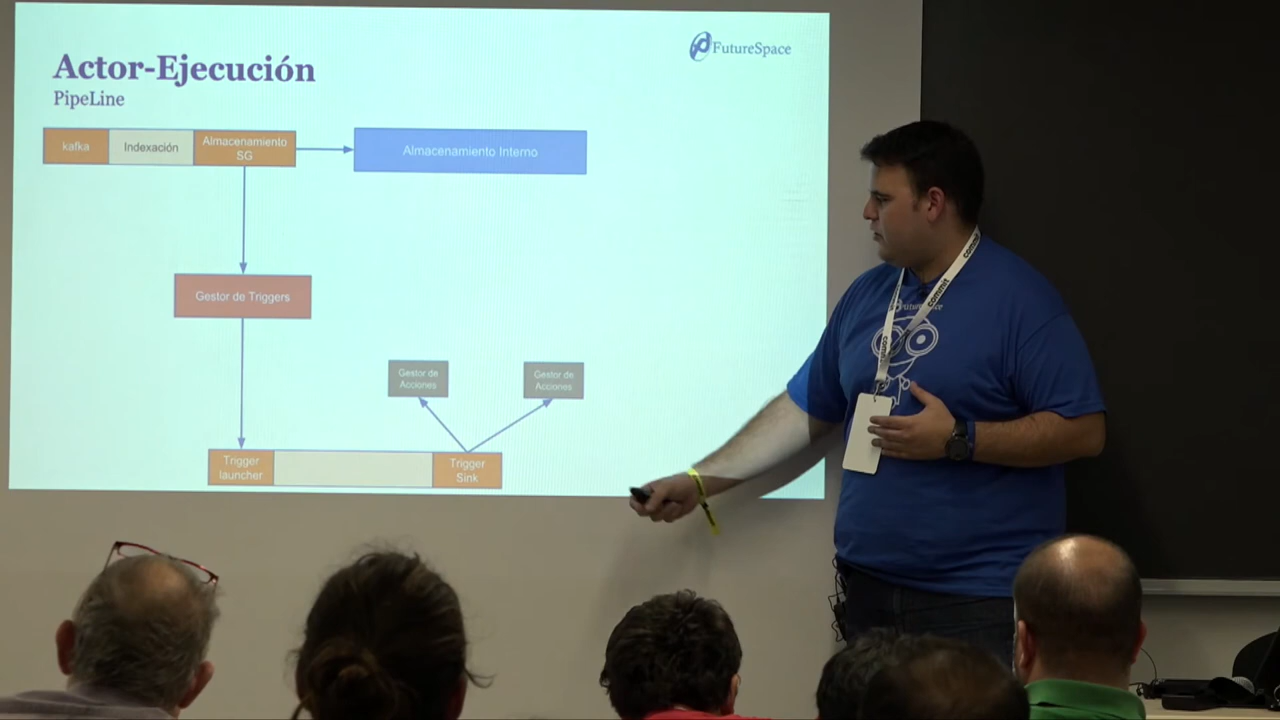 Actor-Ejecución
FutureSpace
PipeLine
kafka
Indexación
Almacenamiento
SG
Almacenamiento Interno
Gestor de Triggers
Gestor de
Acciones
Gestor de
Acciones
Trigger
launcher
Trigger
Sink
commit